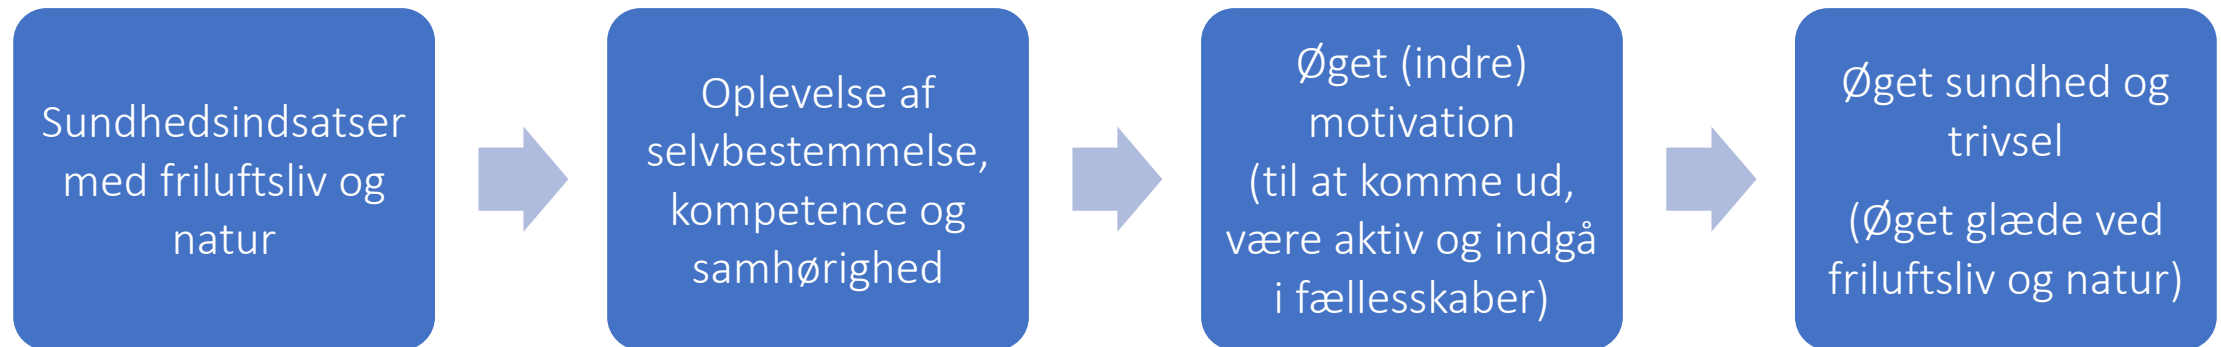 Sundhedsindsatser
med friluftsliv og
natur
Oplevelse af
selvbestemmelse,
kompetence og
samhørighed
Øget (indre)
motivation
(til at komme ud,
være aktiv og indgå
i fællesskaber)
Øget sundhed og
trivsel
(Øget glæde ved
friluftsliv og natur)